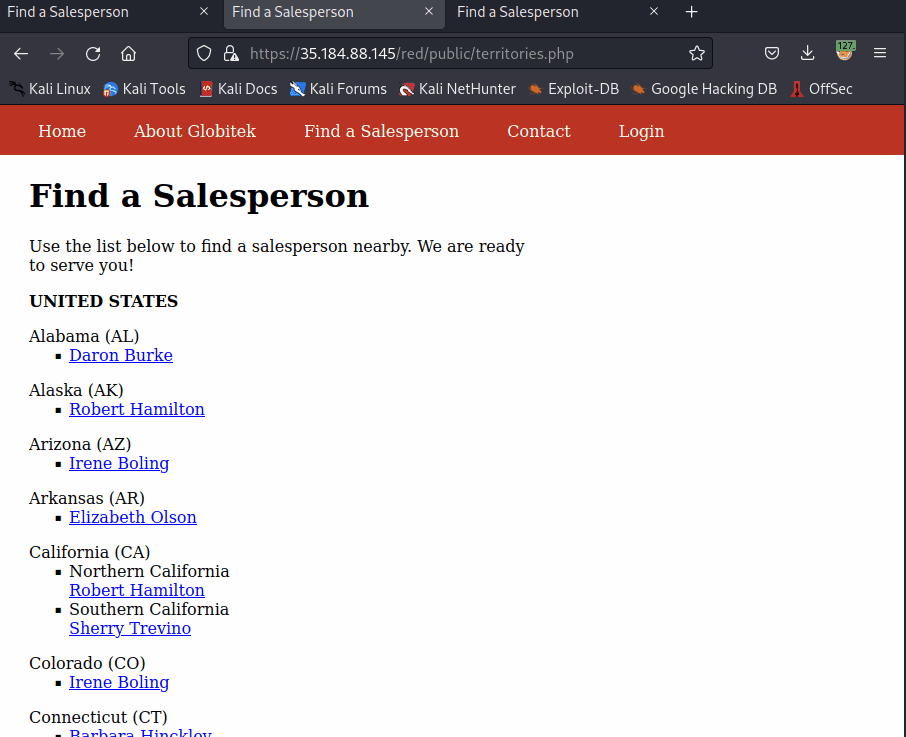 Find a Salesperson × Find a Salesperson × Find a Salesperson × +
https://35.184.88.145/red/public/territories.php 127
Kali Linux Kali Tools Kali Docs Kali Forums Kali NetHunter Exploit-DB Google Hacking DB OffSec
Home About Globitek Find a Salesperson Contact Login
Find a Salesperson
Use the list below to find a salesperson nearby. We are ready
to serve you!
UNITED STATES
Alabama (AL)
Daron Burke
Alaska (AK)
Robert Hamilton
Arizona (AZ)
Irene Boling
Arkansas (AR)
Elizabeth Olson
California (CA)
Northern California
Robert Hamilton
Southern California
Sherry Trevino
Colorado (CO)
Irene Boling
Connecticut (CT)
Barbara Hinckley